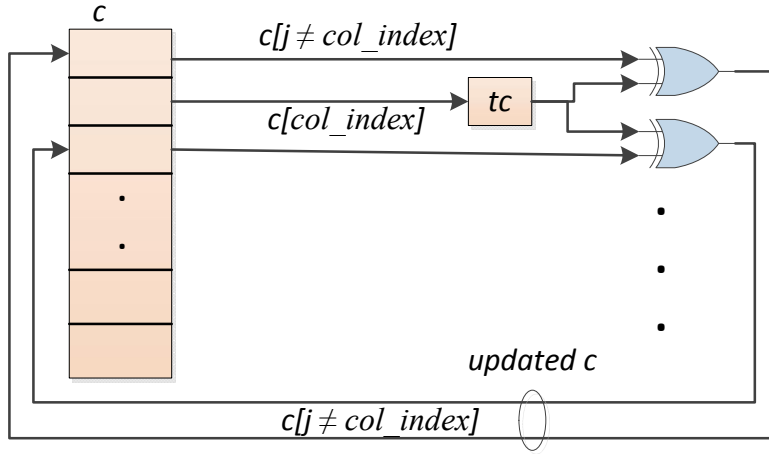 c
c[j ≠ col_index]
tc
c[col_index]
updated c
c[j ≠ col_index]